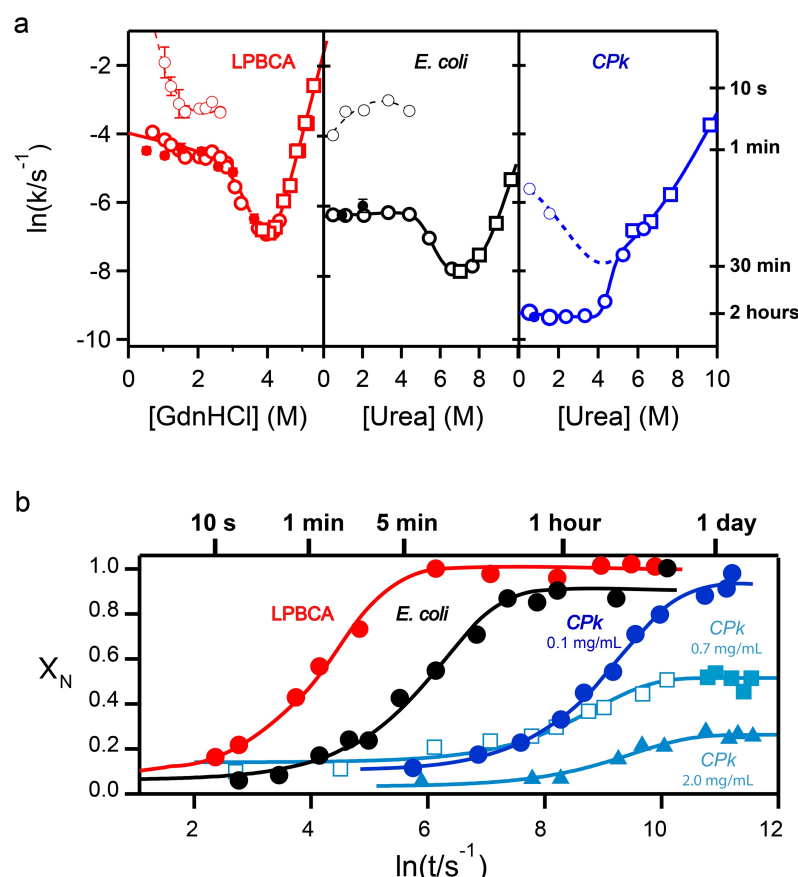 a
LPBCA
E. coli
CPk
-2
-4
-6
-8
-10
ln(k/s⁻¹)
10 s
1 min
30 min
2 hours
0 2 4
0 2 4 6 8
0 2 4 6 8 10
[GdnHCl] (M)
[Urea] (M)
[Urea] (M)
b
10 s 1 min 5 min 1 hour 1 day
1.0
0.8
0.6
0.4
0.2
0.0
X_N
LPBCA
E. coli
CPk
0.1 mg/mL
CPk
0.7 mg/mL
CPk
2.0 mg/mL
2 4 6 8 10 12
ln(t/s⁻¹)